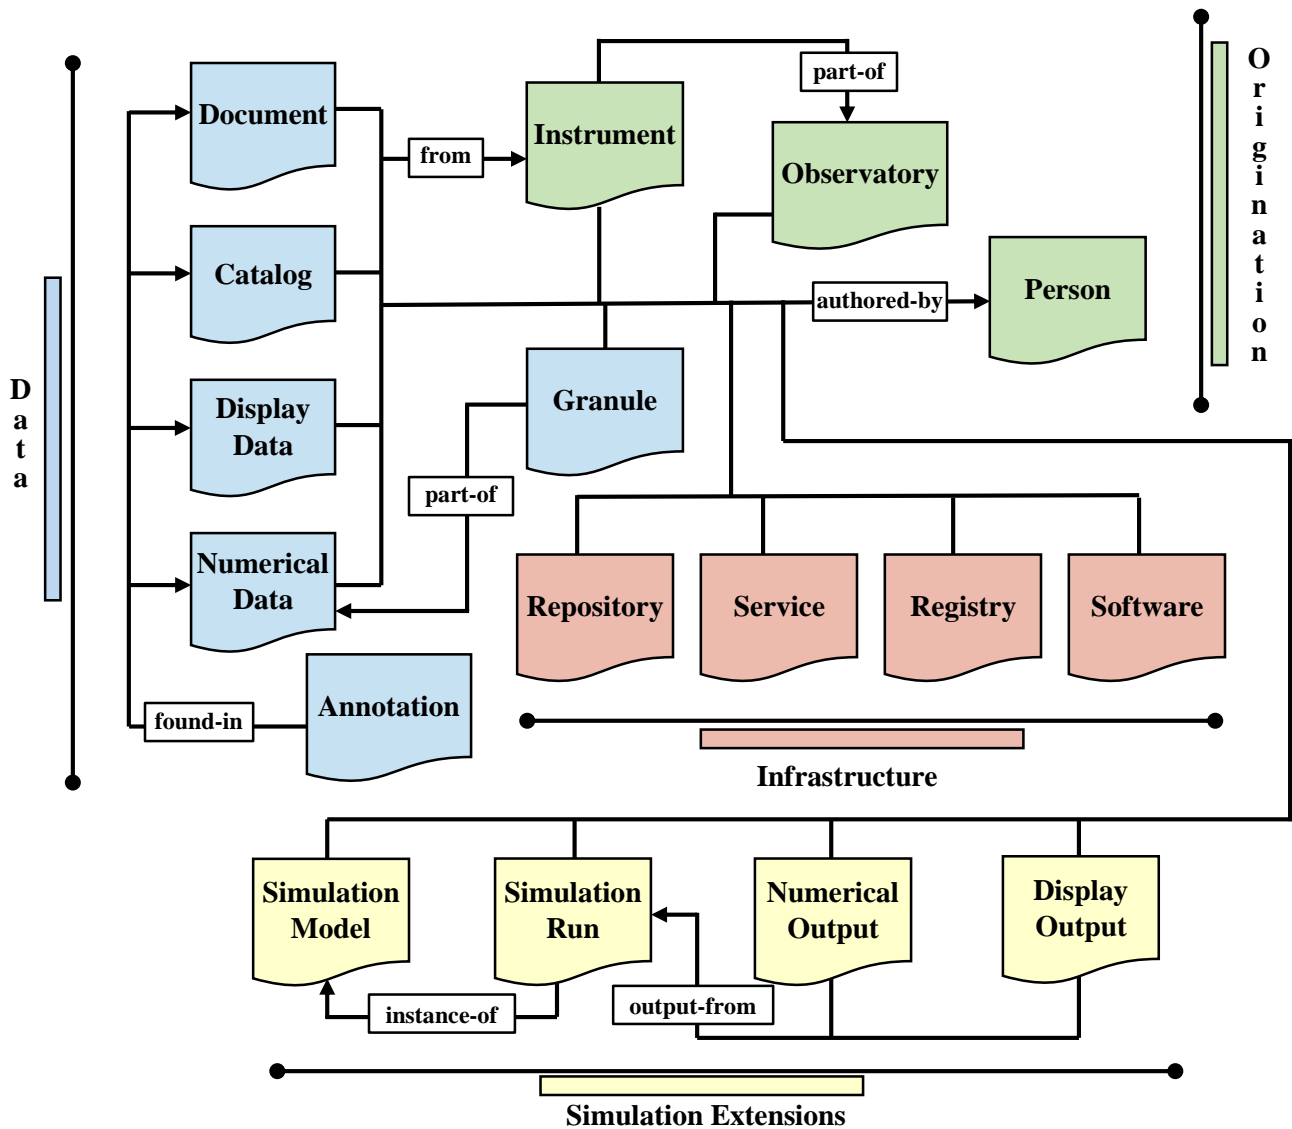 part-of
Document
from
Instrument
Observatory
Origination
Catalog
authored-by
Person
Data
Display
Data
Granule
part-of
Numerical
Data
Repository
Service
Registry
Software
found-in
Annotation
Infrastructure
Simulation
Model
Simulation
Run
Numerical
Output
Display
Output
instance-of
output-from
Simulation Extensions